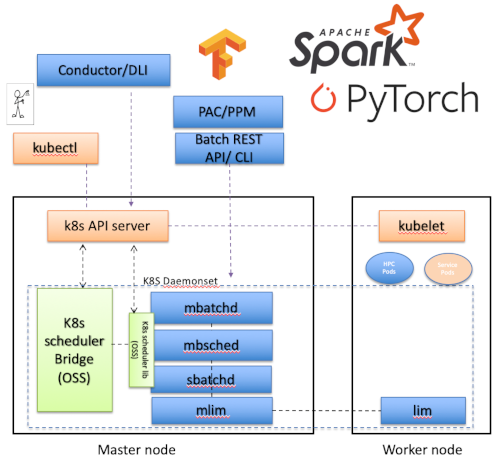 APACHE
Spark
TM
PyTorch
Conductor/DLI
PAC/PPM
Batch REST
API/ CLI
kubectl
k8s API server
kubelet
HPC
Pods
Service
Pods
K8S Daemonset
K8s
scheduler
Bridge
(OSS)
K8s scheduler lib
(OSS)
mbatchd
mbsched
sbatchd
mlim
lim
Master node
Worker node